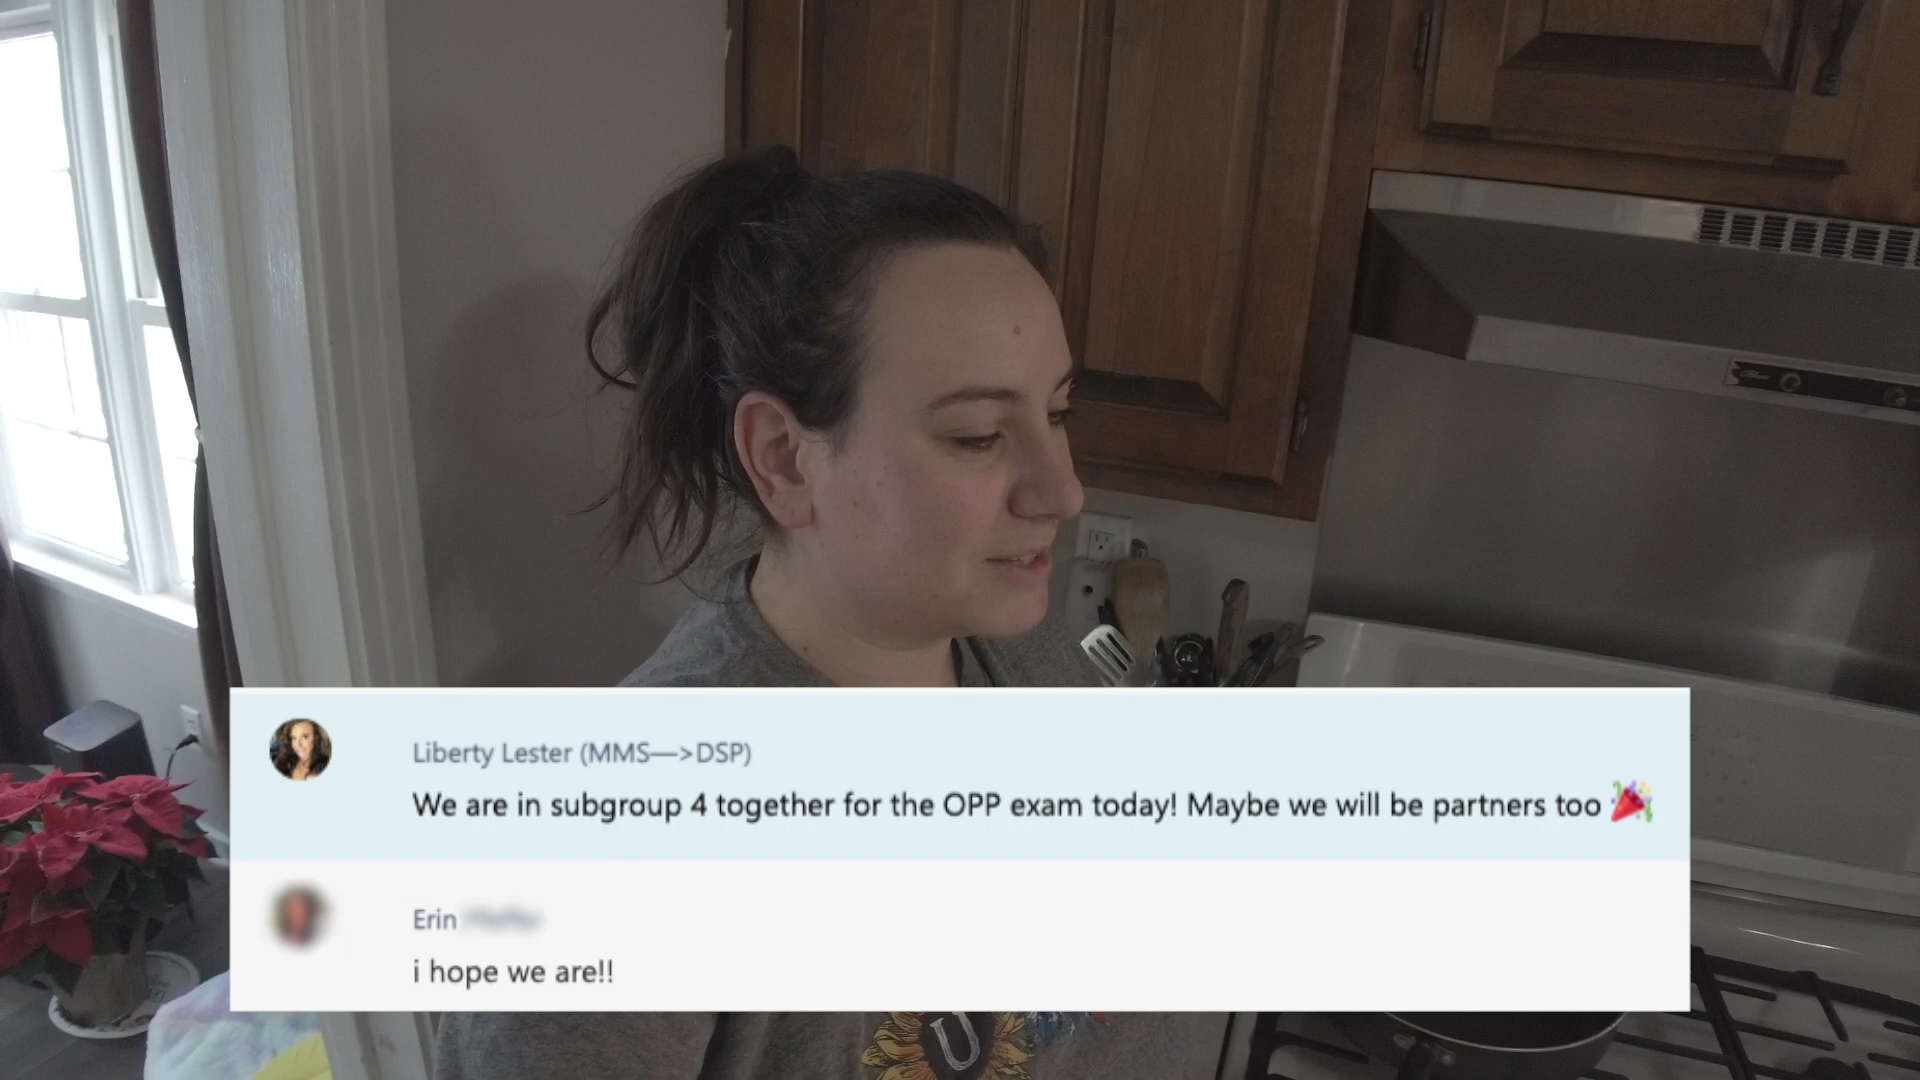 Liberty Lester (MMS—>DSP)
We are in subgroup 4 together for the OPP exam today! Maybe we will be partners too 🎉
Erin
i hope we are!!
U